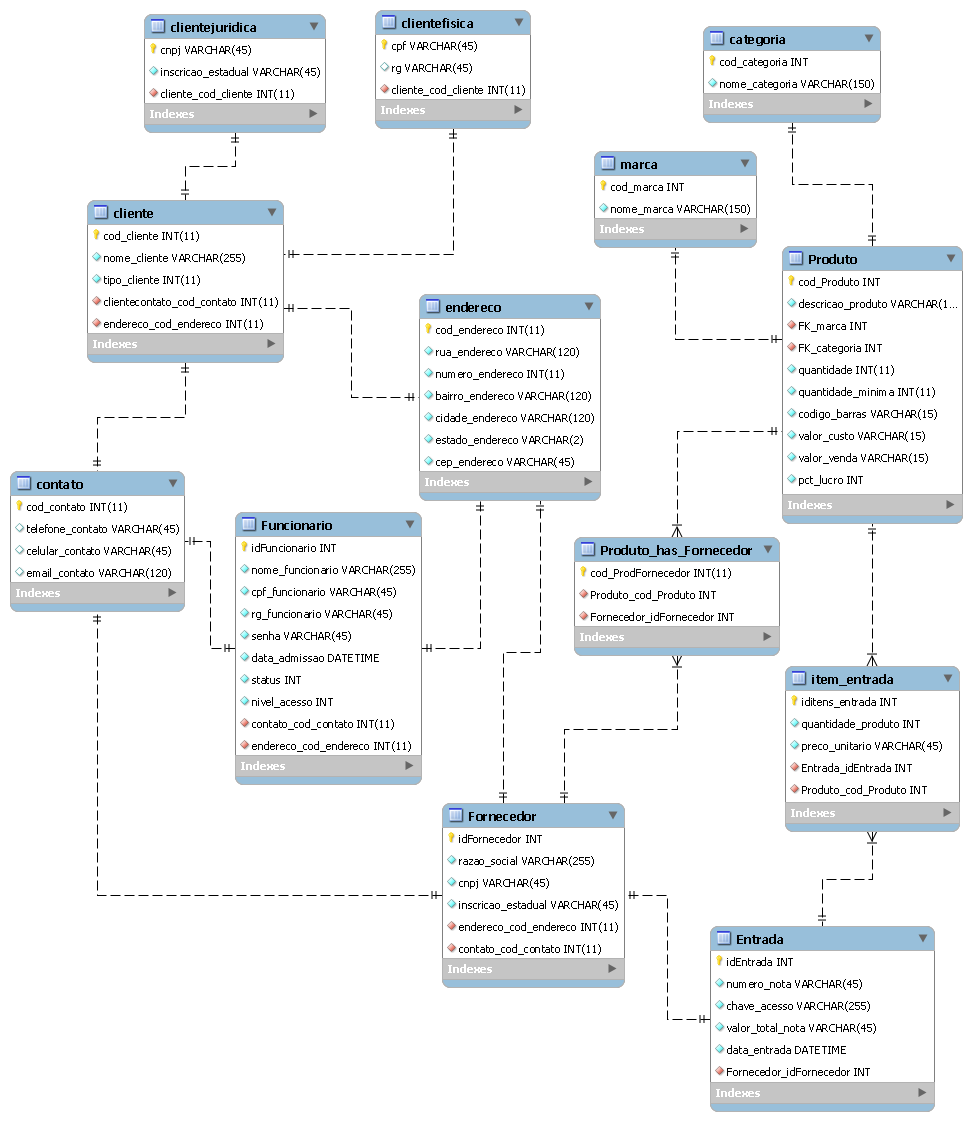 clientejuridica
cnpj VARCHAR(45)
inscricao_estadual VARCHAR(45)
cliente_cod_cliente INT(11)
Indexes
clientefisica
cpf VARCHAR(45)
rg VARCHAR(45)
cliente_cod_cliente INT(11)
Indexes
categoria
cod_categoria INT
nome_categoria VARCHAR(150)
Indexes
marca
cod_marca INT
nome_marca VARCHAR(150)
Indexes
cliente
cod_cliente INT(11)
nome_cliente VARCHAR(255)
tipo_cliente INT(11)
clientecontato_cod_contato INT(11)
endereco_cod_endereco INT(11)
Indexes
Produto
cod_Produto INT
descricao_produto VARCHAR(1...
FK_marca INT
FK_categoria INT
quantidade INT(11)
quantidade_minima INT(11)
codigo_barras VARCHAR(15)
valor_custo VARCHAR(15)
valor_venda VARCHAR(15)
pct_lucro INT
Indexes
endereco
cod_endereco INT(11)
rua_endereco VARCHAR(120)
numero_endereco INT(11)
bairro_endereco VARCHAR(120)
cidade_endereco VARCHAR(120)
estado_endereco VARCHAR(2)
cep_endereco VARCHAR(45)
Indexes
contato
cod_contato INT(11)
telefone_contato VARCHAR(45)
celular_contato VARCHAR(45)
email_contato VARCHAR(120)
Indexes
Funcionario
idFuncionario INT
nome_funcionario VARCHAR(255)
cpf_funcionario VARCHAR(45)
rg_funcionario VARCHAR(45)
senha VARCHAR(45)
data_admissao DATETIME
status INT
nivel_acesso INT
contato_cod_contato INT(11)
endereco_cod_endereco INT(11)
Indexes
Produto_has_Fornecedor
cod_ProdFornecedor INT(11)
Produto_cod_Produto INT
Fornecedor_idFornecedor INT
Indexes
item_entrada
iditens_entrada INT
quantidade_produto INT
preco_unitario VARCHAR(45)
Entrada_idEntrada INT
Produto_cod_Produto INT
Indexes
Fornecedor
idFornecedor INT
razao_social VARCHAR(255)
cnpj VARCHAR(45)
inscricao_estadual VARCHAR(45)
endereco_cod_endereco INT(11)
contato_cod_contato INT(11)
Indexes
Entrada
idEntrada INT
numero_nota VARCHAR(45)
chave_acesso VARCHAR(255)
valor_total_nota VARCHAR(45)
data_entrada DATETIME
Fornecedor_idFornecedor INT
Indexes